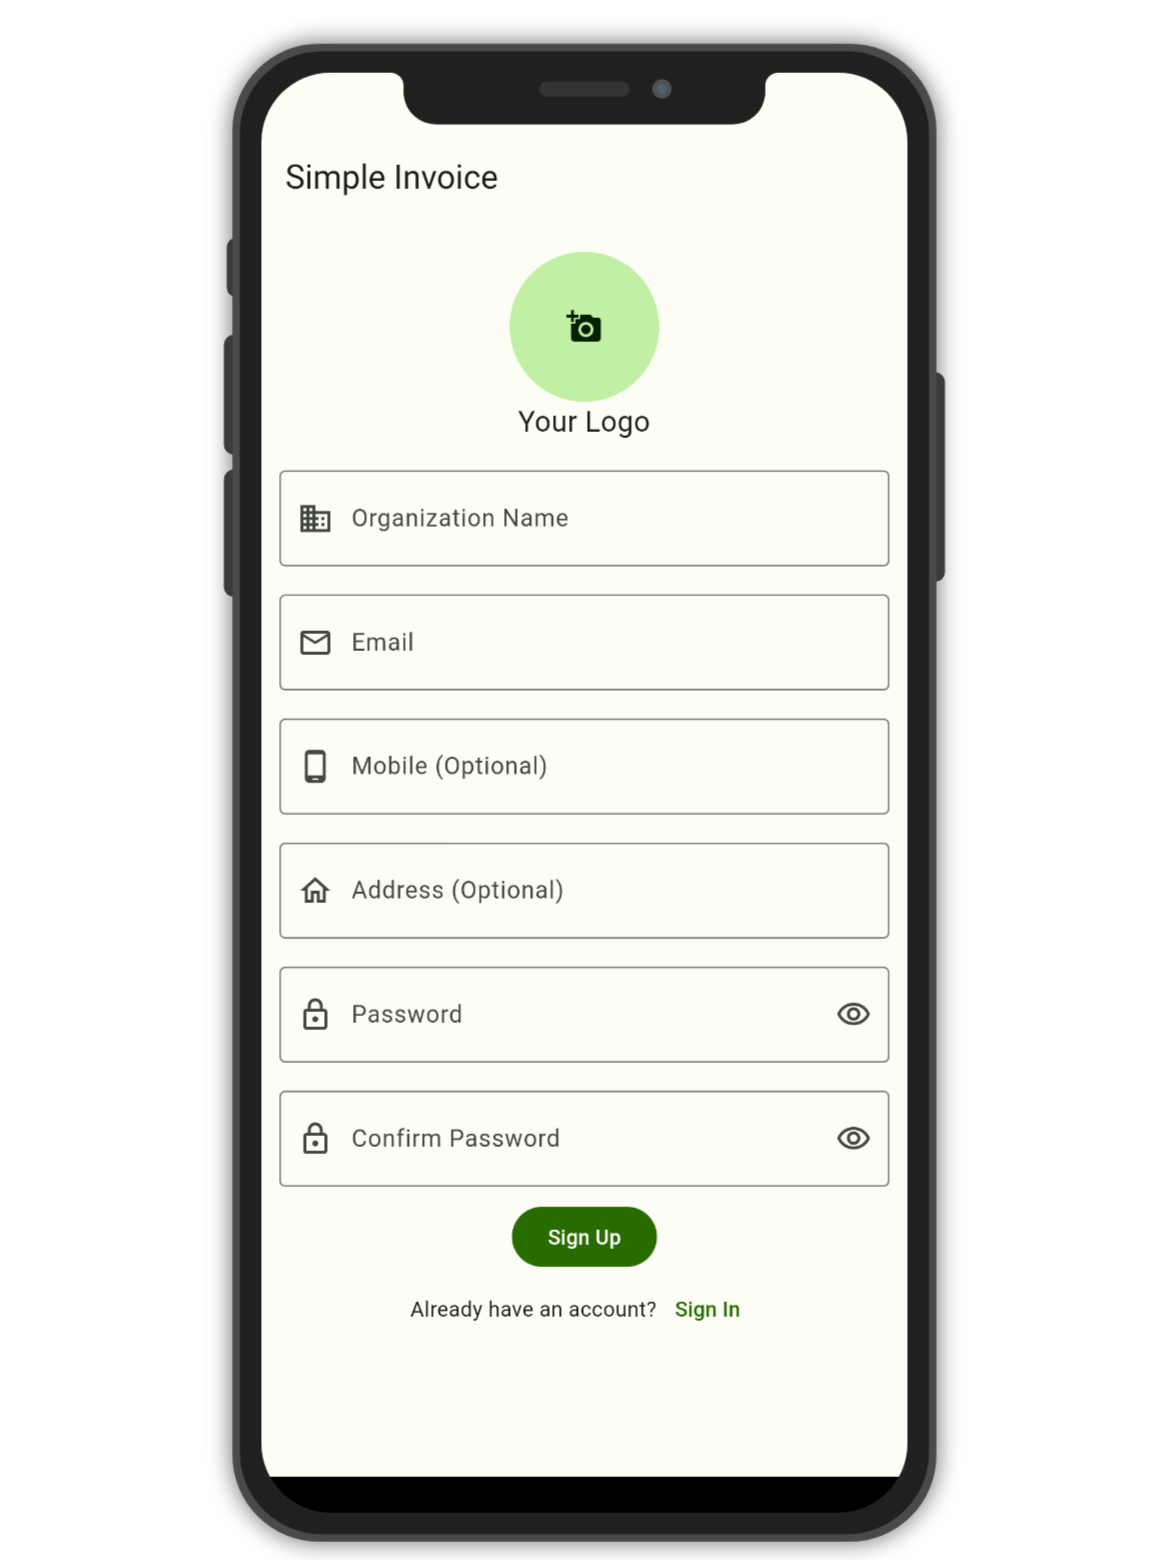 Simple Invoice
Your Logo
Organization Name
Email
Mobile (Optional)
Address (Optional)
Password
Confirm Password
Sign Up
Already have an account? Sign In